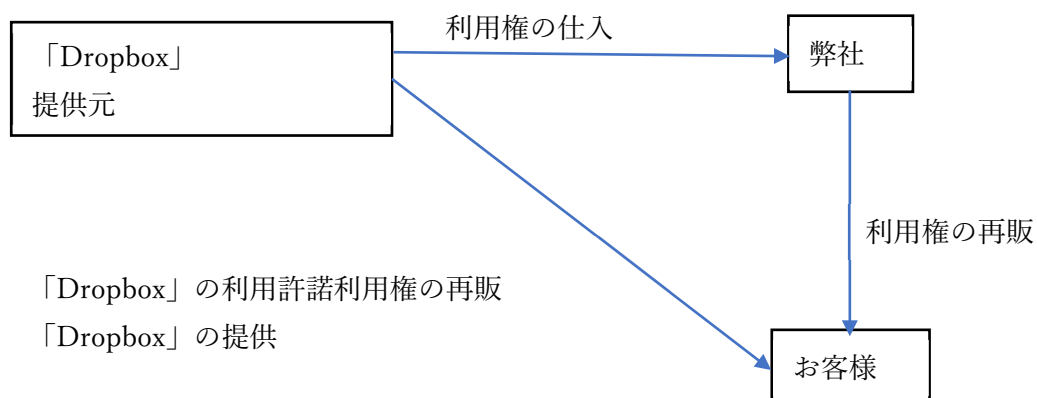 利用権の仕入
「Dropbox」
提供元
弊社
利用権の再販
「Dropbox」の利用許諾利用権の再販
「Dropbox」の提供
お客様